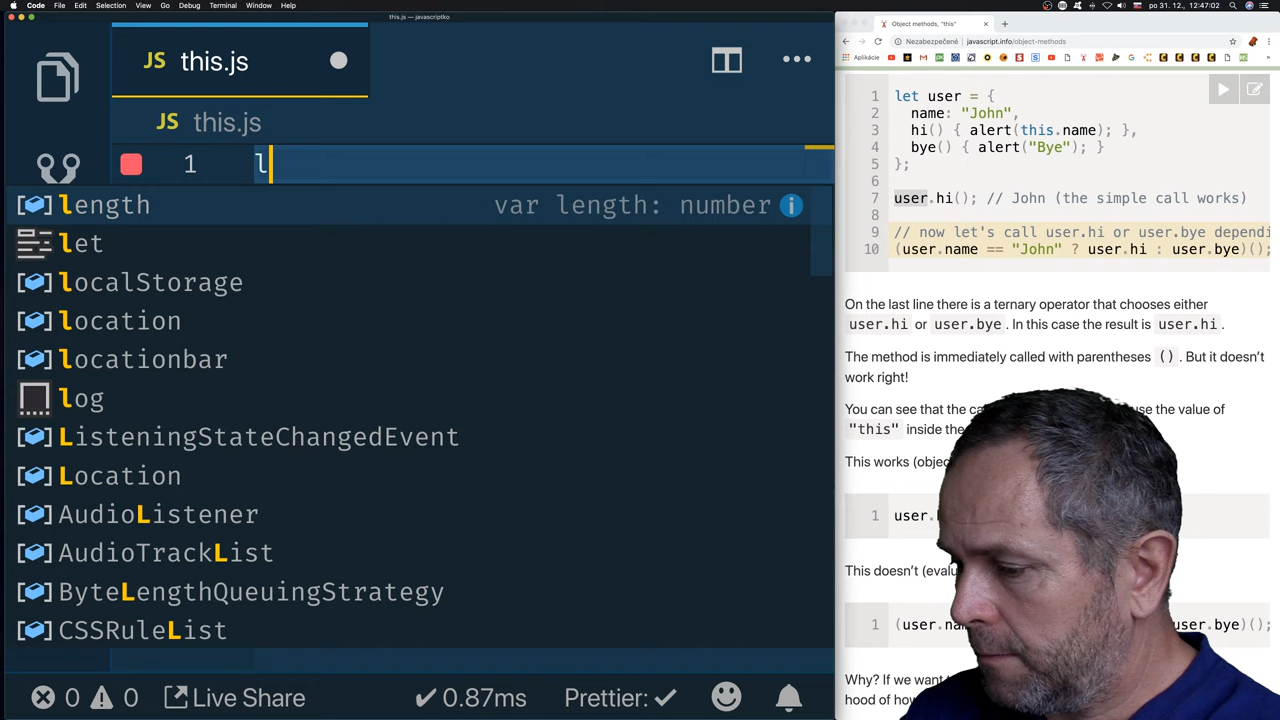 Code File Edit Selection View Go Debug Terminal Window Help
po 31. 12., 12:47:02
this.js — javascriptko
JS this.js
JS this.js
1 l
length var length: number
let
localStorage
location
locationbar
log
ListeningStateChangedEvent
Location
AudioListener
AudioTrackList
ByteLengthQueuingStrategy
CSSRuleList
0 0 Live Share ✔ 0.87ms Prettier: ✔
Object methods, "this"
Nezabezpečené | javascript.info/object-methods
Aplikácie
1 let user = {
2 name: "John",
3 hi() { alert(this.name); },
4 bye() { alert("Bye"); }
5 };
6
7 user.hi(); // John (the simple call works)
8
9 // now let's call user.hi or user.bye dependi
10 (user.name == "John" ? user.hi : user.bye)();
On the last line there is a ternary operator that chooses either
user.hi or user.bye. In this case the result is user.hi.
The method is immediately called with parentheses (). But it doesn't
work right!
You can see that the ca use the value of
"this" inside the
This works (objec
1 user.
This doesn't (evalu
1 (user.na user.bye)();
Why? If we want
hood of how